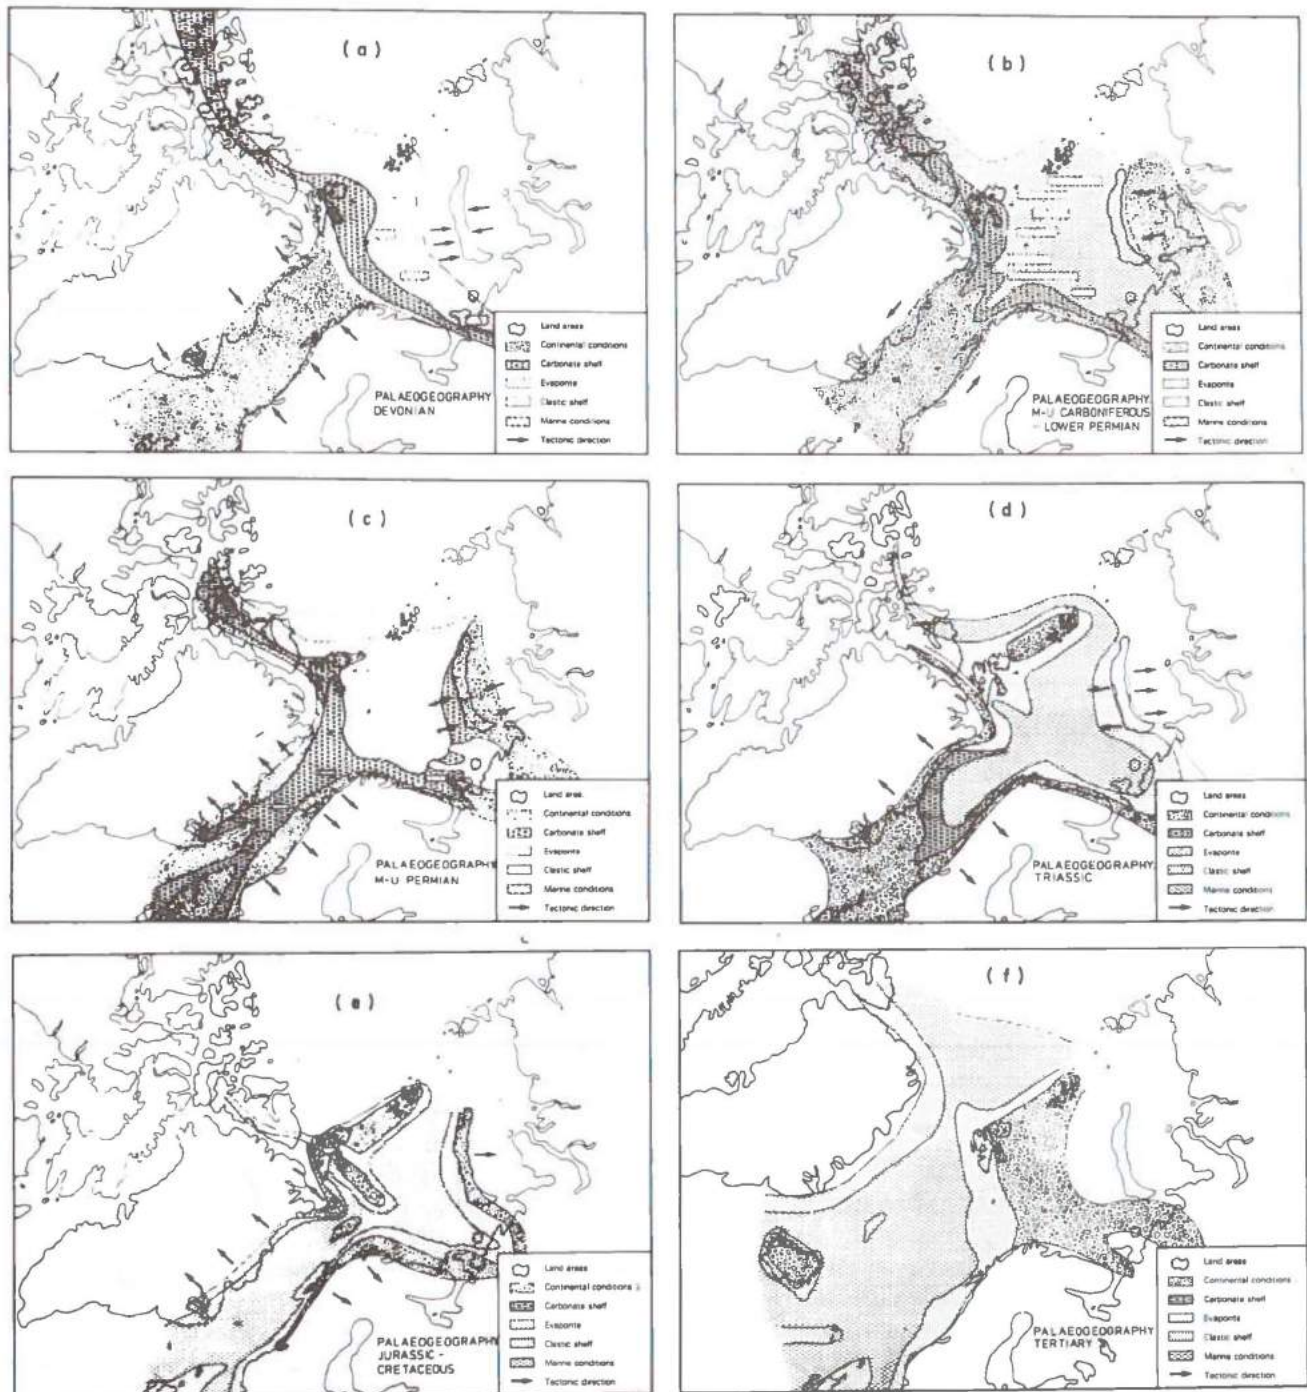 (a)
Land areas
Continental conditions
Carbonate shelf
Evaporite
Clastic shelf
Marine conditions
Tectonic direction
PALAEOGEOGRAPHY
DEVONIAN
(b)
Land areas
Continental conditions
Carbonate shelf
Evaporite
Clastic shelf
Marine conditions
Tectonic direction
PALAEOGEOGRAPHY
M-U CARBONIFEROUS
- LOWER PERMIAN
(c)
Land area
Continental conditions
Carbonate shelf
Evaporite
Clastic shelf
Marine conditions
Tectonic direction
PALAEOGEOGRAPHY
M-U PERMIAN
(d)
Land areas
Continental conditions
Carbonate shelf
Evaporite
Clastic shelf
Marine conditions
Tectonic direction
PALAEOGEOGRAPHY
TRIASSIC
(e)
Land areas
Continental conditions
Carbonate shelf
Evaporite
Clastic shelf
Marine conditions
Tectonic direction
PALAEOGEOGRAPHY
JURASSIC -
CRETACEOUS
(f)
Land areas
Continental conditions
Carbonate shelf
Evaporite
Clastic shelf
Marine conditions
Tectonic direction
PALAEOGEOGRAPHY
TERTIARY